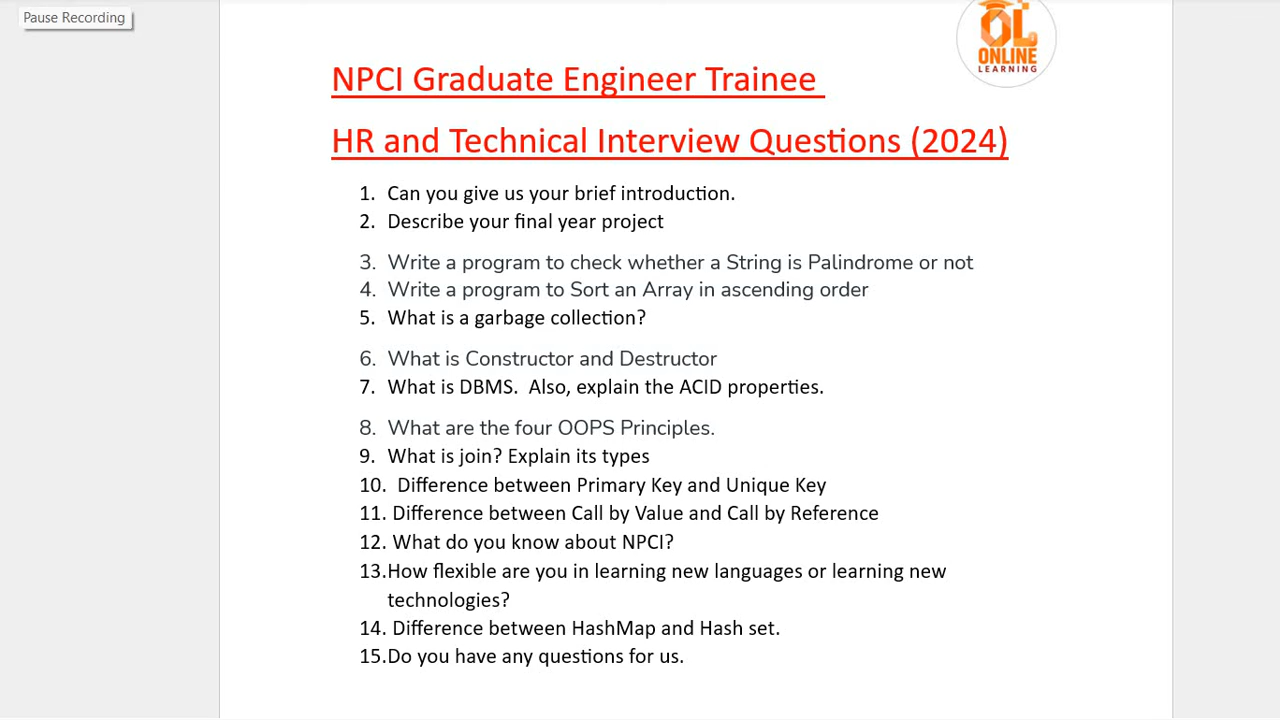 Pause Recording
OL
ONLINE
LEARNING
NPCI Graduate Engineer Trainee
HR and Technical Interview Questions (2024)
1. Can you give us your brief introduction.
2. Describe your final year project
3. Write a program to check whether a String is Palindrome or not
4. Write a program to Sort an Array in ascending order
5. What is a garbage collection?
6. What is Constructor and Destructor
7. What is DBMS.  Also, explain the ACID properties.
8. What are the four OOPS Principles.
9. What is join? Explain its types
10.  Difference between Primary Key and Unique Key
11. Difference between Call by Value and Call by Reference
12. What do you know about NPCI?
13.How flexible are you in learning new languages or learning new
technologies?
14. Difference between HashMap and Hash set.
15.Do you have any questions for us.